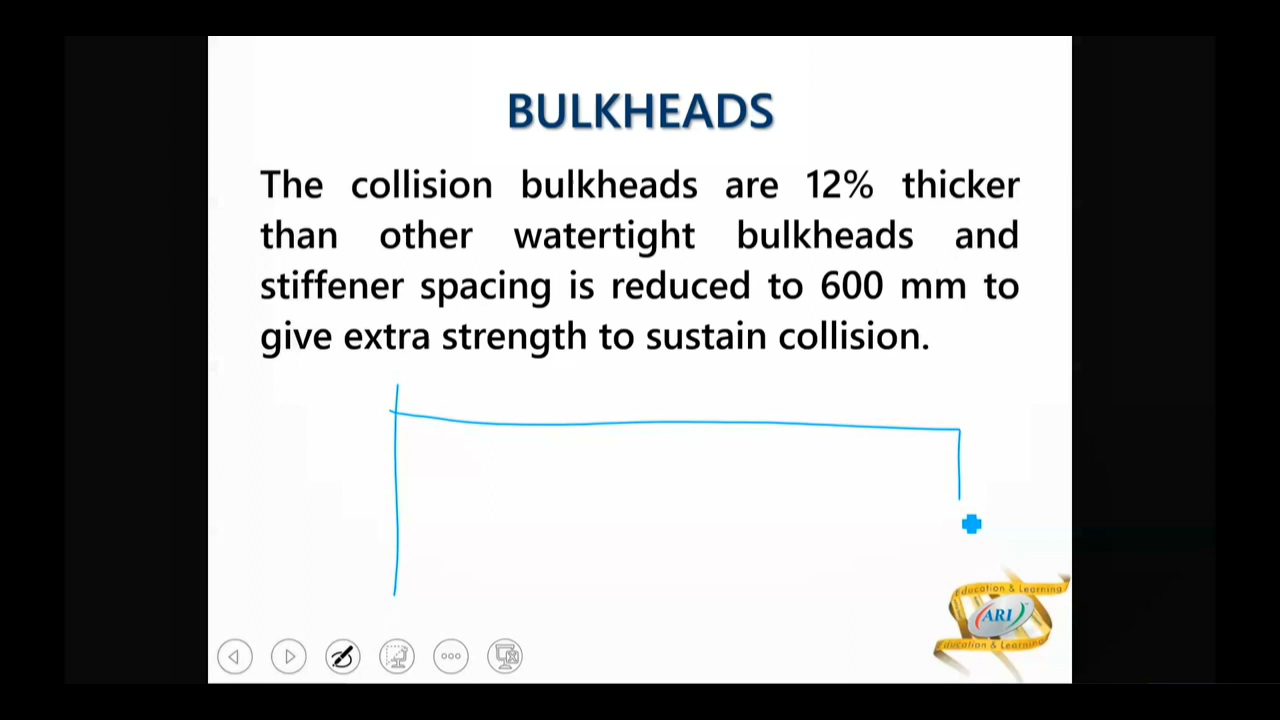 BULKHEADS
The collision bulkheads are 12% thicker
than other watertight bulkheads and
stiffener spacing is reduced to 600 mm to
give extra strength to sustain collision.
Education & Learning
ARI
Education & Learning